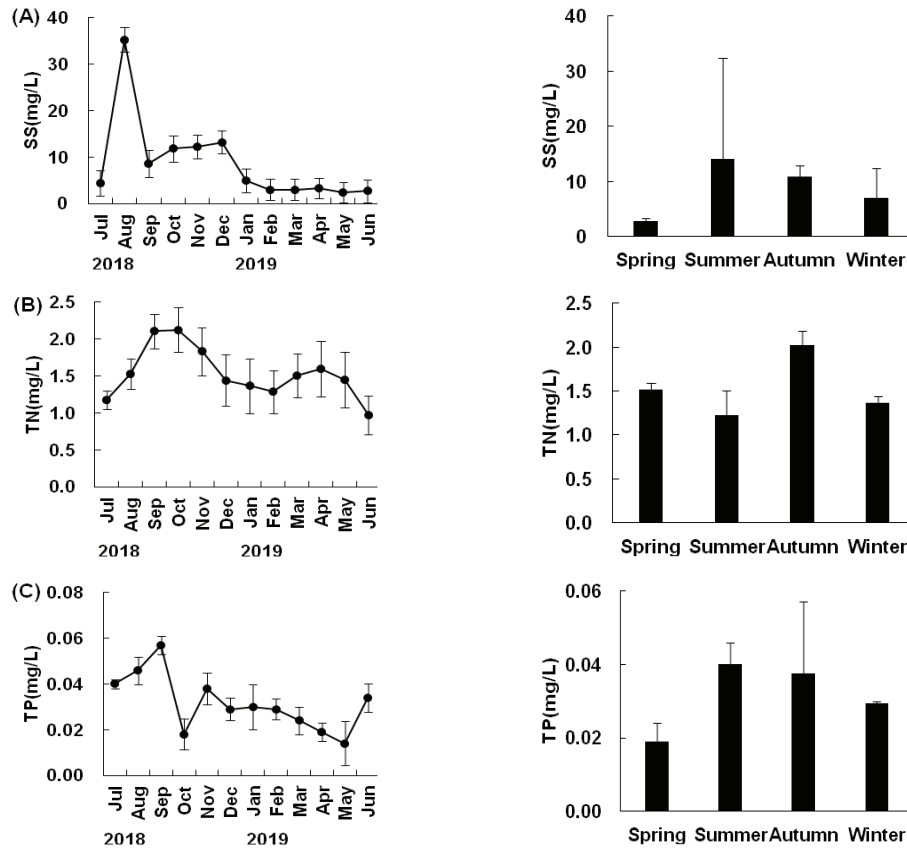 (A)
SS(mg/L)
40
30
20
10
0
Jul Aug Sep Oct Nov Dec Jan Feb Mar Apr May Jun
2018 2019
SS(mg/L)
40
30
20
10
0
Spring Summer Autumn Winter
(B)
TN(mg/L)
2.5
2.0
1.5
1.0
0.5
0.0
Jul Aug Sep Oct Nov Dec Jan Feb Mar Apr May Jun
2018 2019
TN(mg/L)
2.5
2.0
1.5
1.0
0.5
0.0
Spring Summer Autumn Winter
(C)
TP(mg/L)
0.08
0.06
0.04
0.02
0.00
Jul Aug Sep Oct Nov Dec Jan Feb Mar Apr May Jun
2018 2019
TP(mg/L)
0.06
0.04
0.02
0.00
Spring Summer Autumn Winter